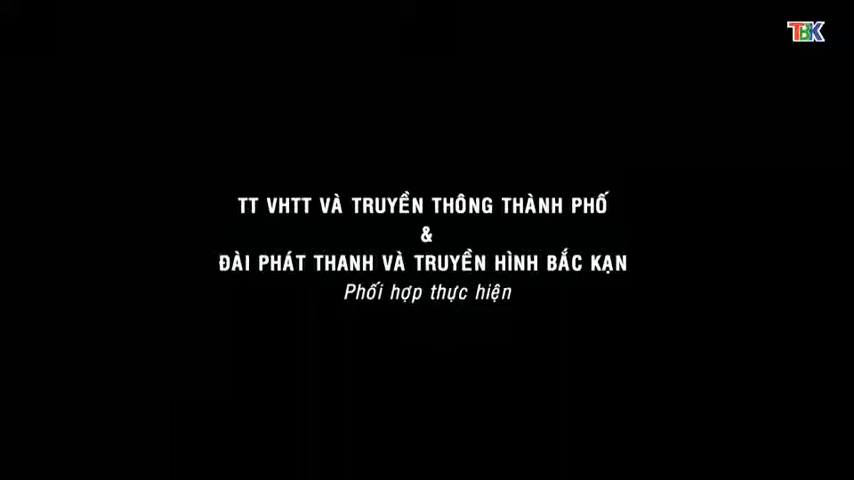 TBK
TT VHTT VÀ TRUYỀN THÔNG THÀNH PHỐ
&
ĐÀI PHÁT THANH VÀ TRUYỀN HÌNH BẮC KẠN
Phối hợp thực hiện